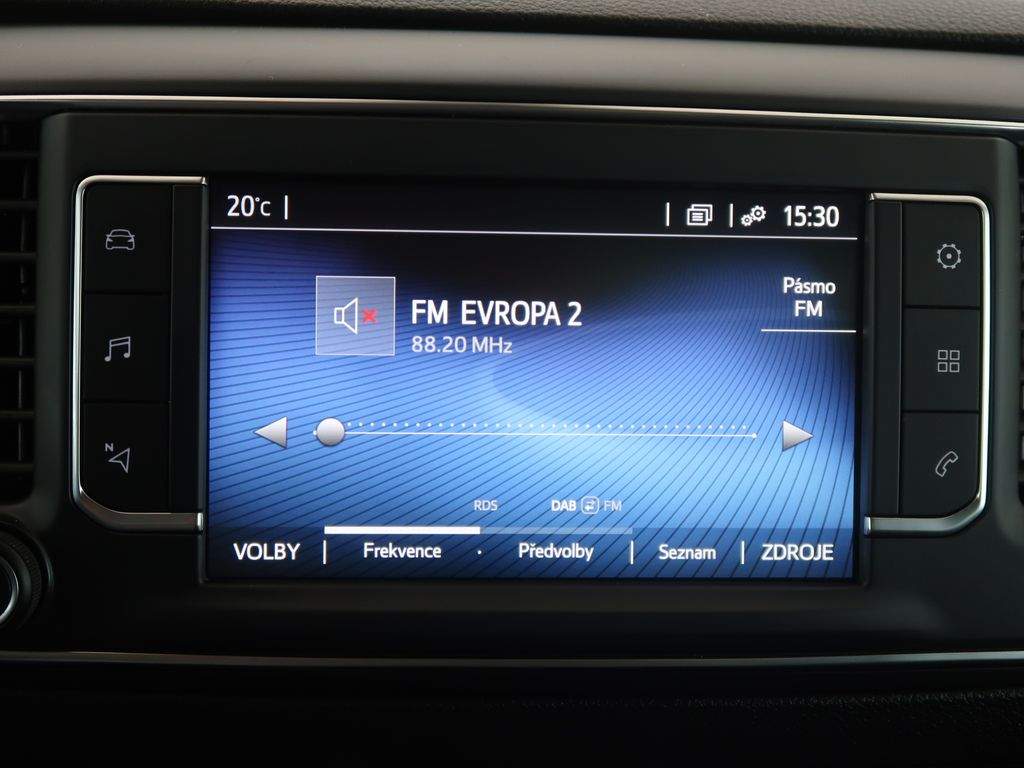 20°C
15:30
Pásmo
FM
FM EVROPA 2
88.20 MHz
RDS
DAB FM
VOLBY
Frekvence
Předvolby
Seznam
ZDROJE
N